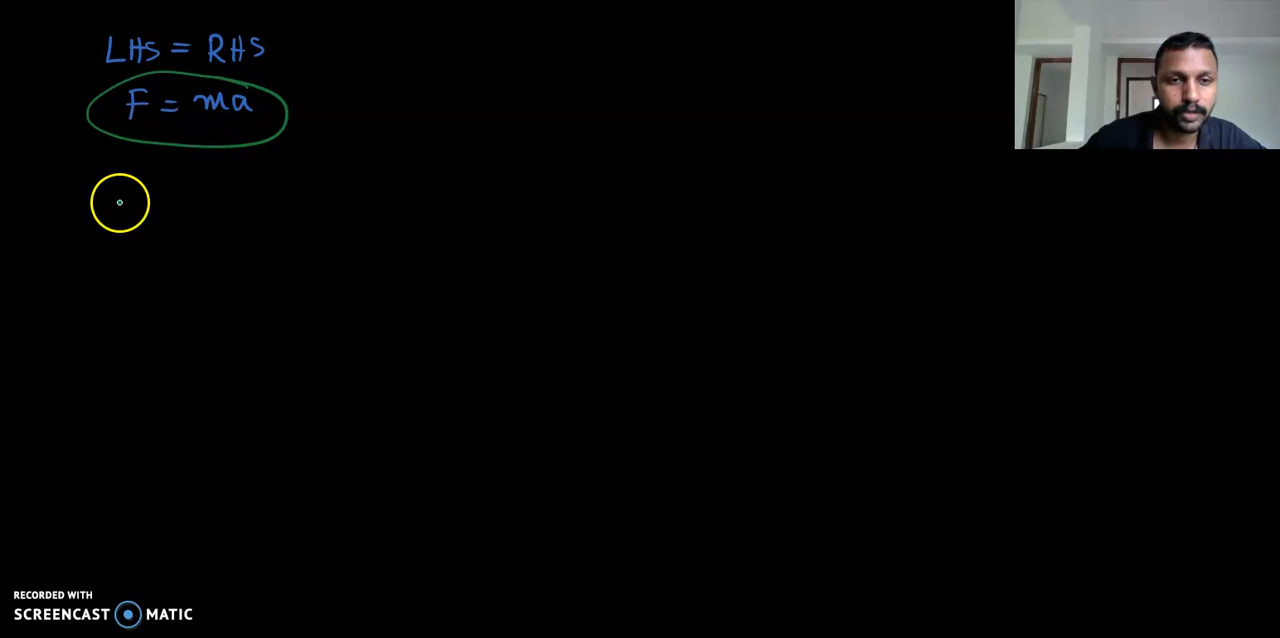 LHS = RHS
F = ma
RECORDED WITH
SCREENCAST MATIC